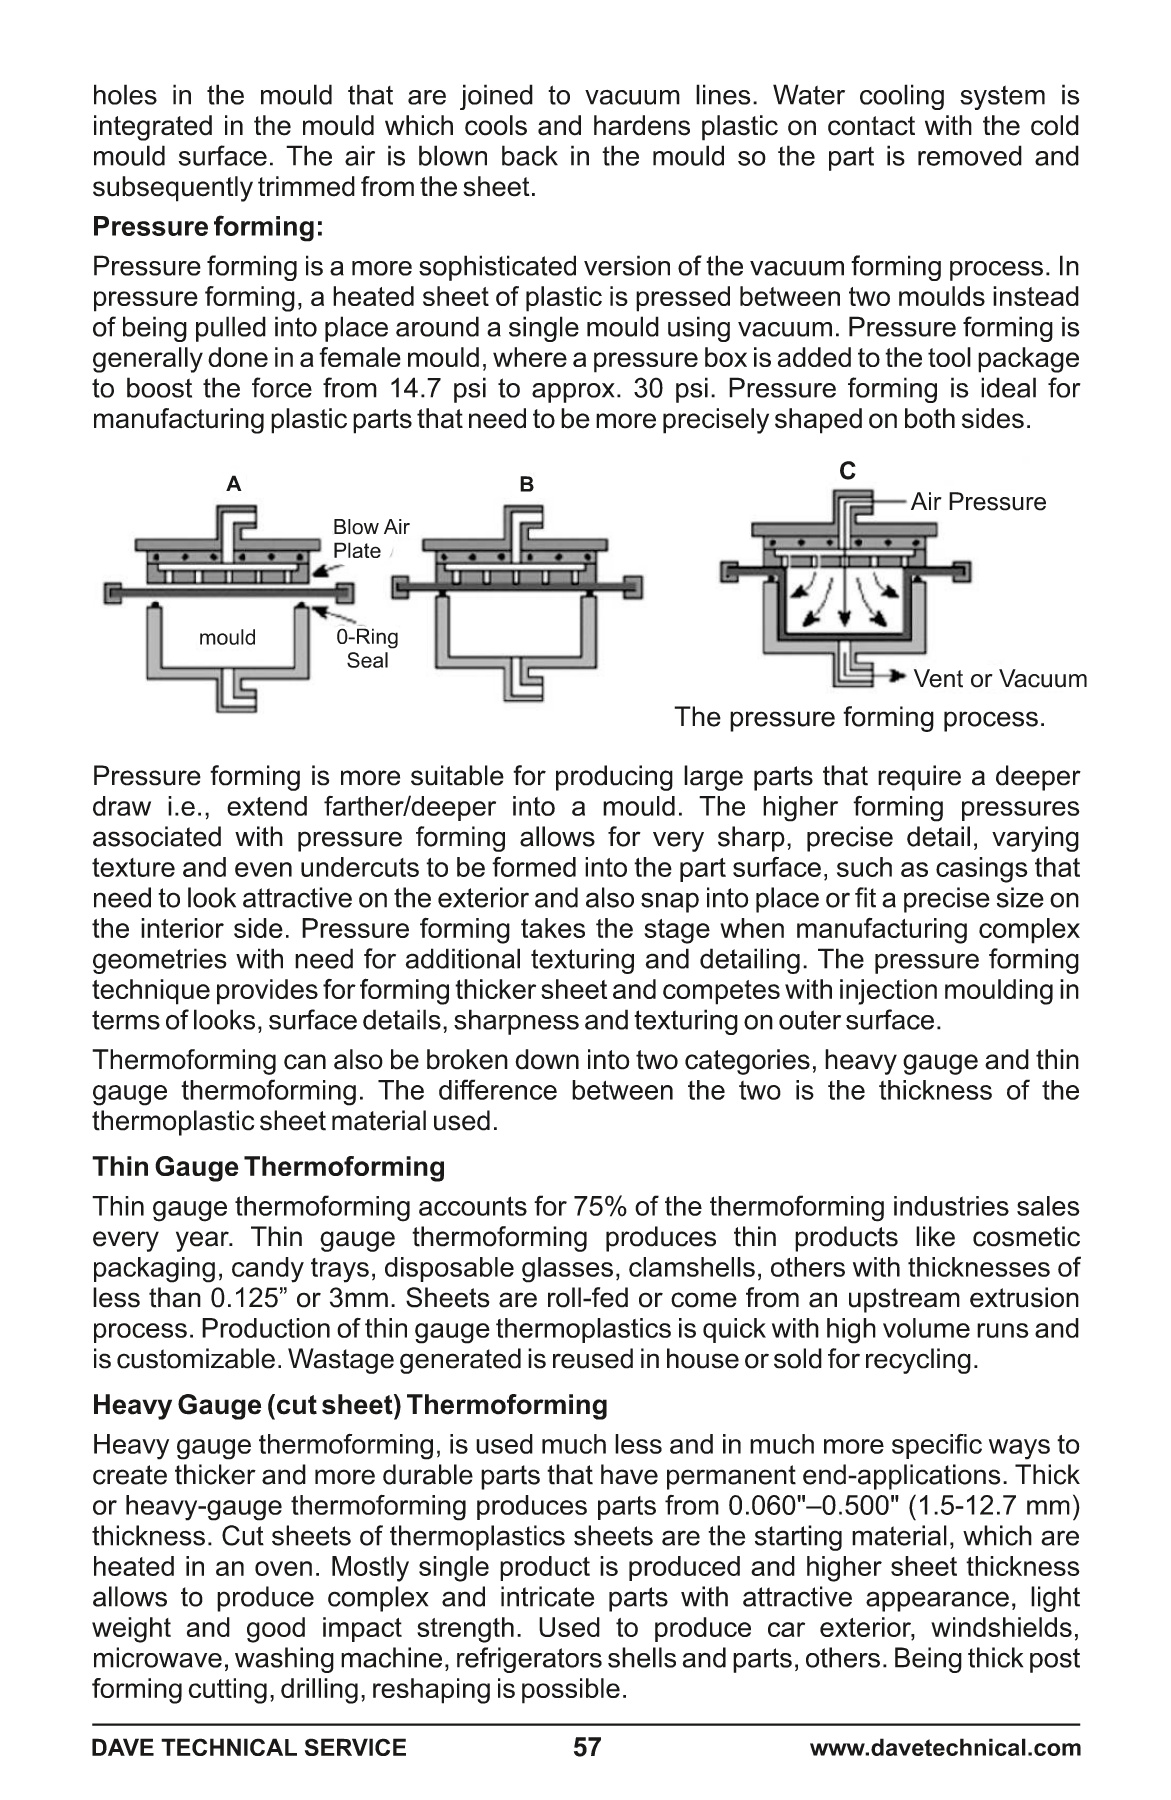 holes in the mould that are joined to vacuum lines. Water cooling system is
integrated in the mould which cools and hardens plastic on contact with the cold
mould surface. The air is blown back in the mould so the part is removed and
subsequently trimmed from the sheet.
Pressure forming:
Pressure forming is a more sophisticated version of the vacuum forming process. In
pressure forming, a heated sheet of plastic is pressed between two moulds instead
of being pulled into place around a single mould using vacuum. Pressure forming is
generally done in a female mould, where a pressure box is added to the tool package
to boost the force from 14.7 psi to approx. 30 psi. Pressure forming is ideal for
manufacturing plastic parts that need to be more precisely shaped on both sides.
A
B
C
Air Pressure
Blow Air
Plate
mould
0-Ring
Seal
Vent or Vacuum
The pressure forming process.
Pressure forming is more suitable for producing large parts that require a deeper
draw i.e., extend farther/deeper into a mould. The higher forming pressures
associated with pressure forming allows for very sharp, precise detail, varying
texture and even undercuts to be formed into the part surface, such as casings that
need to look attractive on the exterior and also snap into place or fit a precise size on
the interior side. Pressure forming takes the stage when manufacturing complex
geometries with need for additional texturing and detailing. The pressure forming
technique provides for forming thicker sheet and competes with injection moulding in
terms of looks, surface details, sharpness and texturing on outer surface.
Thermoforming can also be broken down into two categories, heavy gauge and thin
gauge thermoforming. The difference between the two is the thickness of the
thermoplastic sheet material used.
Thin Gauge Thermoforming
Thin gauge thermoforming accounts for 75% of the thermoforming industries sales
every year. Thin gauge thermoforming produces thin products like cosmetic
packaging, candy trays, disposable glasses, clamshells, others with thicknesses of
less than 0.125” or 3mm. Sheets are roll-fed or come from an upstream extrusion
process. Production of thin gauge thermoplastics is quick with high volume runs and
is customizable. Wastage generated is reused in house or sold for recycling.
Heavy Gauge (cut sheet) Thermoforming
Heavy gauge thermoforming, is used much less and in much more specific ways to
create thicker and more durable parts that have permanent end-applications. Thick
or heavy-gauge thermoforming produces parts from 0.060"–0.500" (1.5-12.7 mm)
thickness. Cut sheets of thermoplastics sheets are the starting material, which are
heated in an oven. Mostly single product is produced and higher sheet thickness
allows to produce complex and intricate parts with attractive appearance, light
weight and good impact strength. Used to produce car exterior, windshields,
microwave, washing machine, refrigerators shells and parts, others. Being thick post
forming cutting, drilling, reshaping is possible.
DAVE TECHNICAL SERVICE 57 www.davetechnical.com